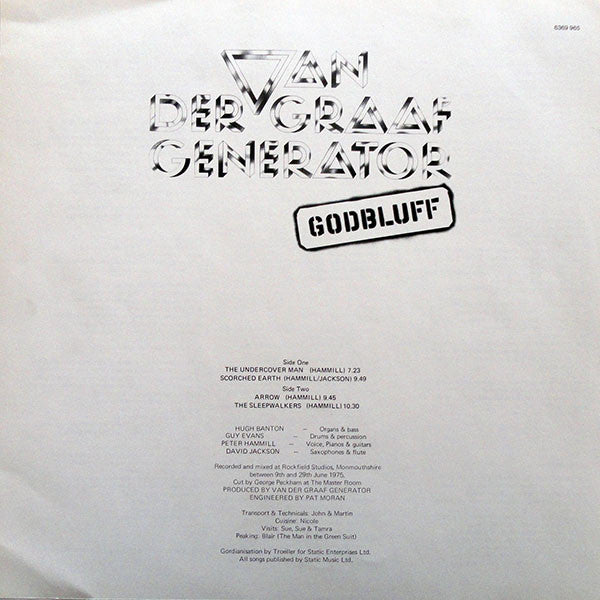 6369 965
VAN
DER GRAAF
GENERATOR
GODBLUFF
Side One
THE UNDERCOVER MAN (HAMMILL) 7.23
SCORCHED EARTH (HAMMILL/JACKSON) 9.49
Side Two
ARROW (HAMMILL) 9.45
THE SLEEPWALKERS (HAMMILL) 10.30
HUGH BANTON — Organs & bass
GUY EVANS — Drums & percussion
PETER HAMMILL — Voice, Pianos & guitars
DAVID JACKSON — Saxophones & flute
Recorded and mixed at Rockfield Studios, Monmouthshire
between 9th and 29th June 1975.
Cut by George Peckham at The Master Room
PRODUCED BY VAN DER GRAAF GENERATOR
ENGINEERED BY PAT MORAN
Transport & Technicals: John & Martin
Cuisine: Nicole
Visits: Sue, Sue & Tamra
Peaking: Blair (The Man in the Green Suit)
Gordianisation by Troeller for Static Enterprises Ltd.
All songs published by Static Music Ltd.